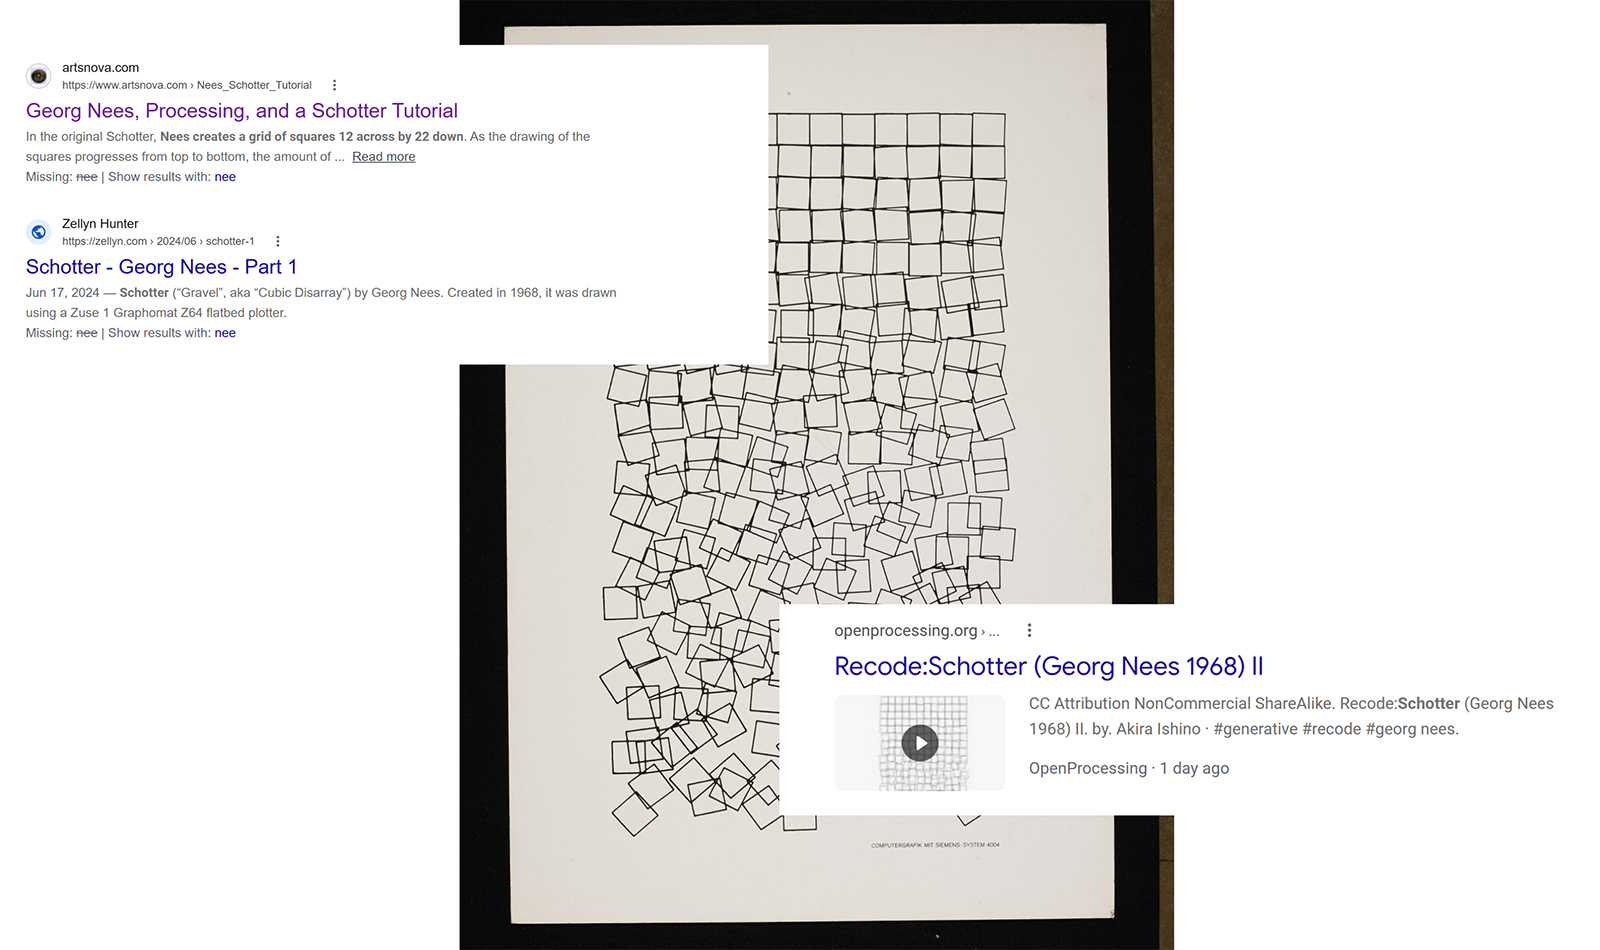 artsnova.com
https://www.artsnova.com › Nees_Schotter_Tutorial
Georg Nees, Processing, and a Schotter Tutorial
In the original Schotter, Nees creates a grid of squares 12 across by 22 down. As the drawing of the
squares progresses from top to bottom, the amount of ... Read more
Missing: nee | Show results with: nee
Zellyn Hunter
https://zellyn.com › 2024/06 › schotter-1
Schotter - Georg Nees - Part 1
Jun 17, 2024 — Schotter (“Gravel”, aka “Cubic Disarray”) by Georg Nees. Created in 1968, it was drawn
using a Zuse 1 Graphomat Z64 flatbed plotter.
Missing: nee | Show results with: nee
openprocessing.org › ...
Recode:Schotter (Georg Nees 1968) II
CC Attribution NonCommercial ShareAlike. Recode:Schotter (Georg Nees
1968) II. by. Akira Ishino · #generative #recode #georg nees.
OpenProcessing · 1 day ago
COMPUTERGRAFIK MIT SIEMENS-SYSTEM 4004